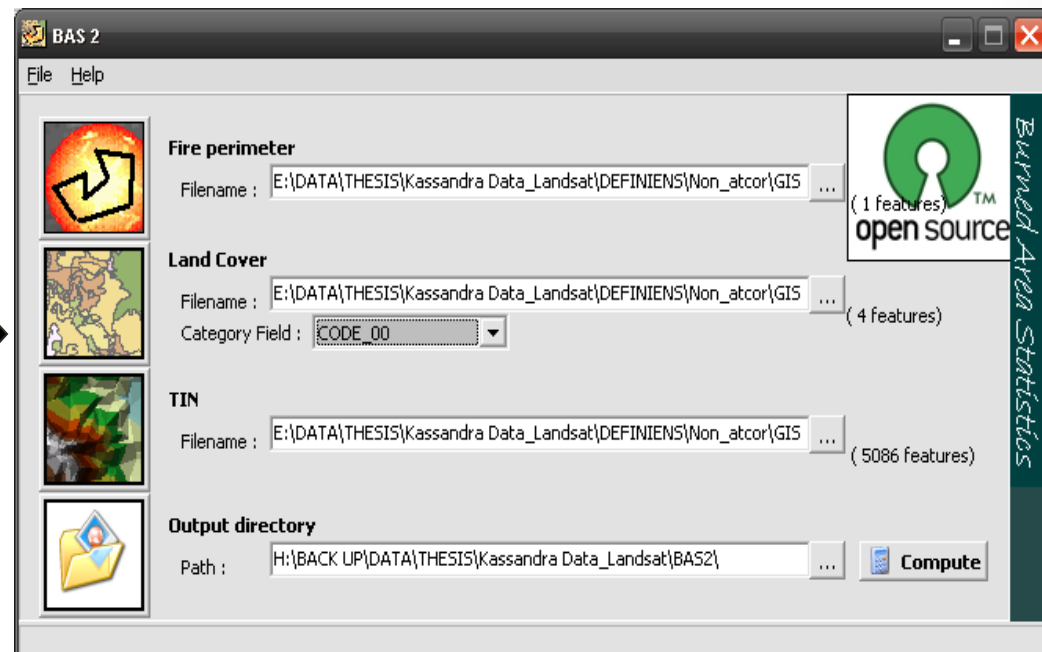 BAS 2
File Help
Fire perimeter
Filename : E:\DATA\THESIS\Kassandra Data_Landsat\DEFINIENS\Non_atcor\GIS ...
( 1 features)
TM
open source
Land Cover
Filename : E:\DATA\THESIS\Kassandra Data_Landsat\DEFINIENS\Non_atcor\GIS ...
( 4 features)
Category Field : CODE_00
TIN
Filename : E:\DATA\THESIS\Kassandra Data_Landsat\DEFINIENS\Non_atcor\GIS ...
( 5086 features)
Output directory
Path : H:\BACK UP\DATA\THESIS\Kassandra Data_Landsat\BAS2\ ...
Compute
Burned Area Statistics